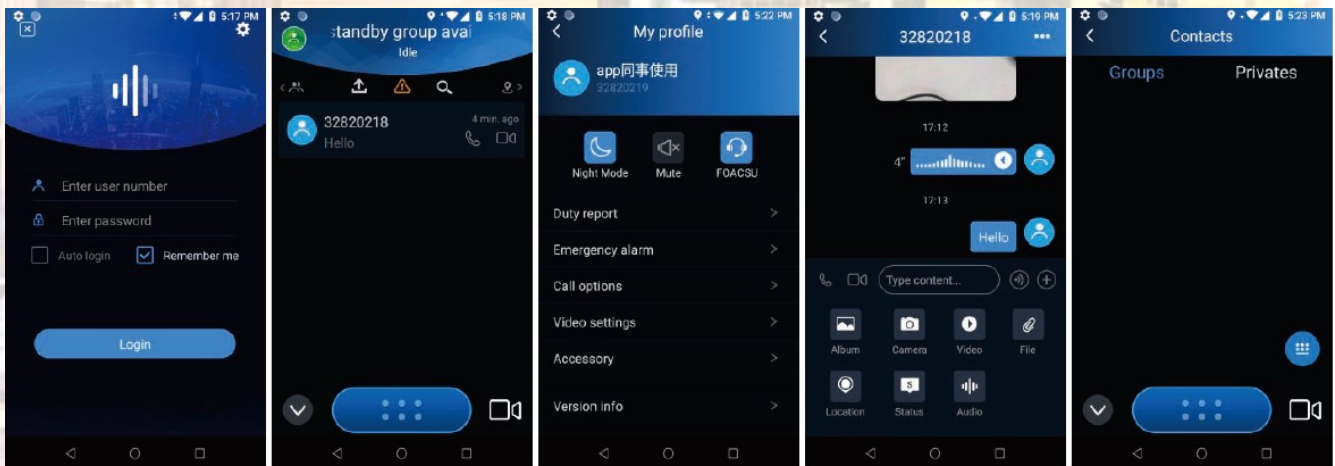 5:17 PM
Enter user number
Enter password
Auto login
Remember me
Login
5:18 PM
standby group avai
Idle
32820218
4 min. ago
Hello
5:22 PM
My profile
app同事使用
32820219
Night Mode
Mute
FOACSU
Duty report
Emergency alarm
Call options
Video settings
Accessory
Version info
5:19 PM
32820218
17:12
4"
17:13
Hello
Type content...
Album
Camera
Video
File
S
Location
Status
Audio
5:23 PM
Contacts
Groups
Privates